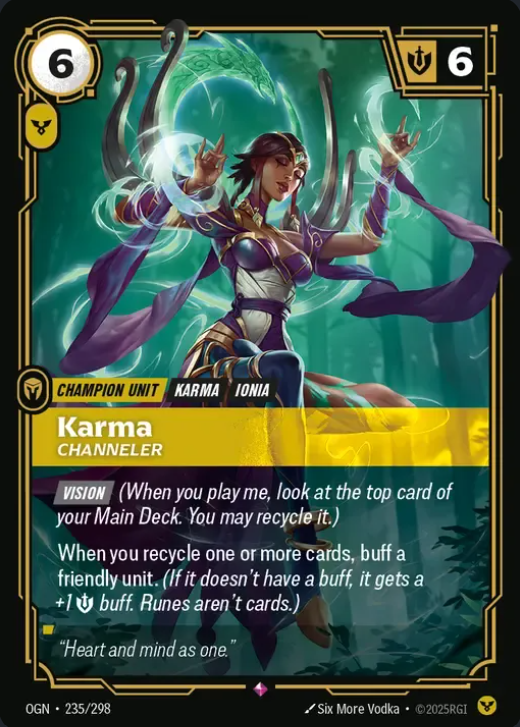 6
6
CHAMPION UNIT KARMA IONIA
Karma
CHANNELER
VISION (When you play me, look at the top card of
your Main Deck. You may recycle it.)
When you recycle one or more cards, buff a
friendly unit. (If it doesn't have a buff, it gets a
+1 buff. Runes aren't cards.)
"Heart and mind as one."
OGN • 235/298
Six More Vodka • ©2025RGI